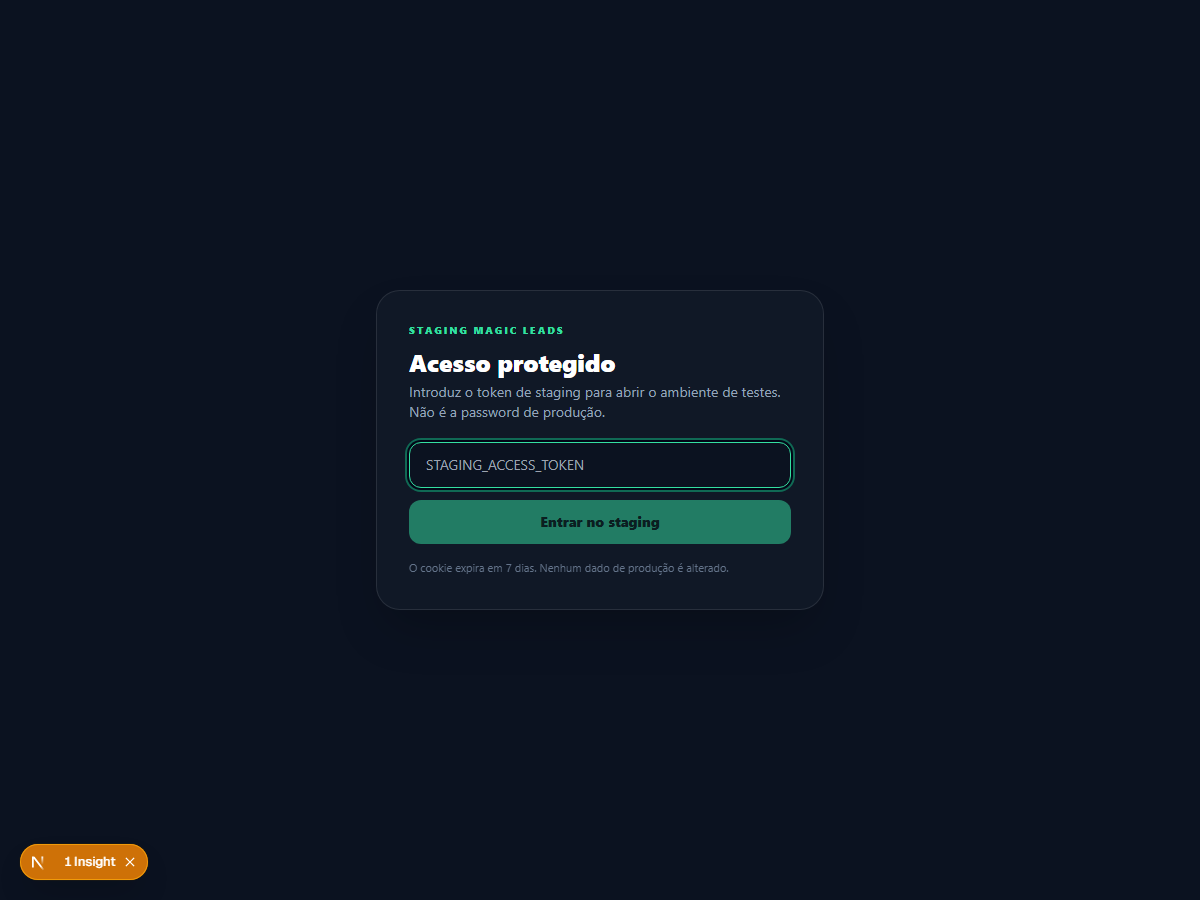 STAGING MAGIC LEADS
Acesso protegido
Introduz o token de staging para abrir o ambiente de testes.
Não é a password de produção.
STAGING_ACCESS_TOKEN
Entrar no staging
O cookie expira em 7 dias. Nenhum dado de produção é alterado.
1 Insight